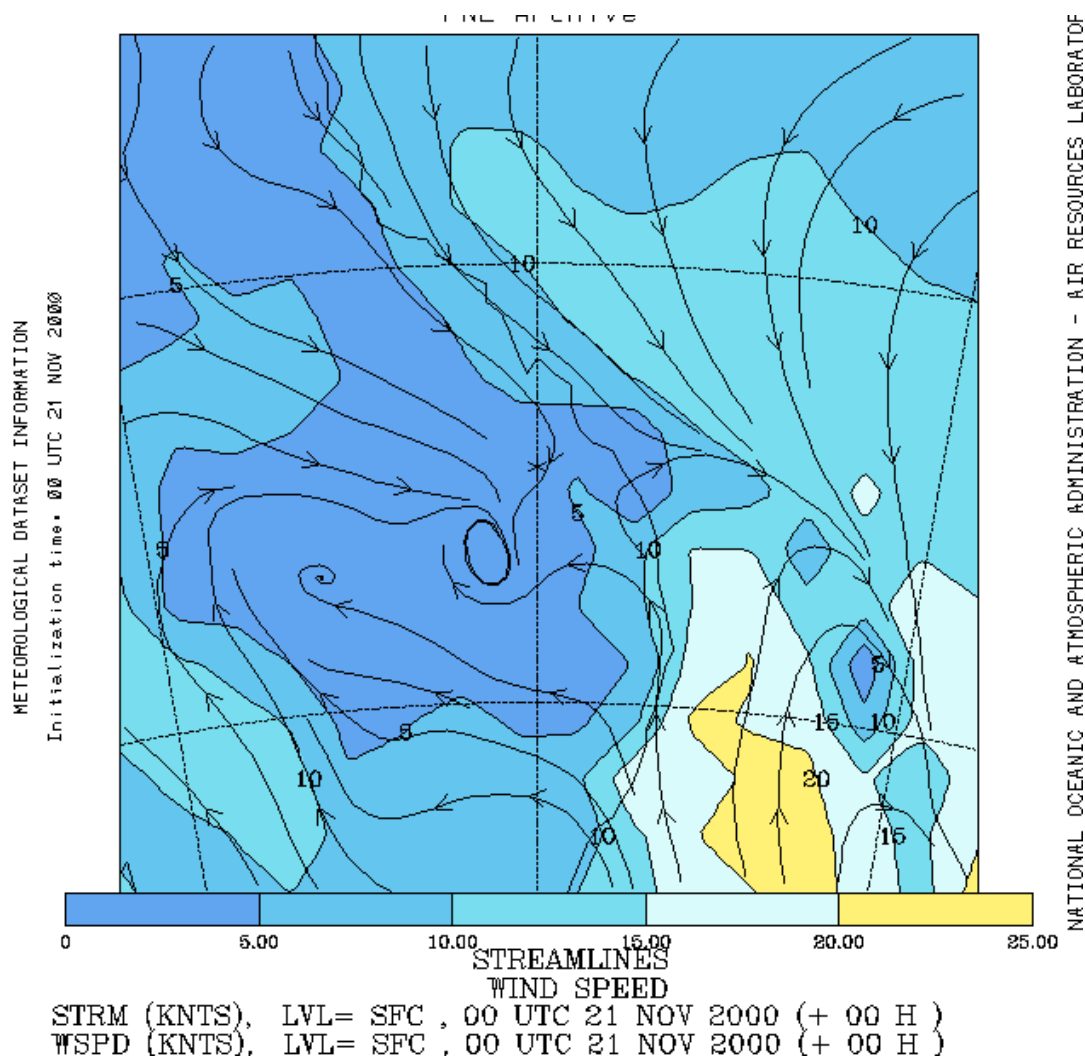 FNL Archive
METEOROLOGICAL DATASET INFORMATION
Initialization time: 00 UTC 21 NOV 2000
NATIONAL OCEANIC AND ATMOSPHERIC ADMINISTRATION - AIR RESOURCES LABORATOR
10
10
5
5
5
10
5
15
10
5
10
20
10
15
0 5.00 10.00 15.00 20.00 25.00
STREAMLINES
WIND SPEED
STRM (KNTS), LVL= SFC , 00 UTC 21 NOV 2000 (+ 00 H )
WSPD (KNTS), LVL= SFC , 00 UTC 21 NOV 2000 (+ 00 H )